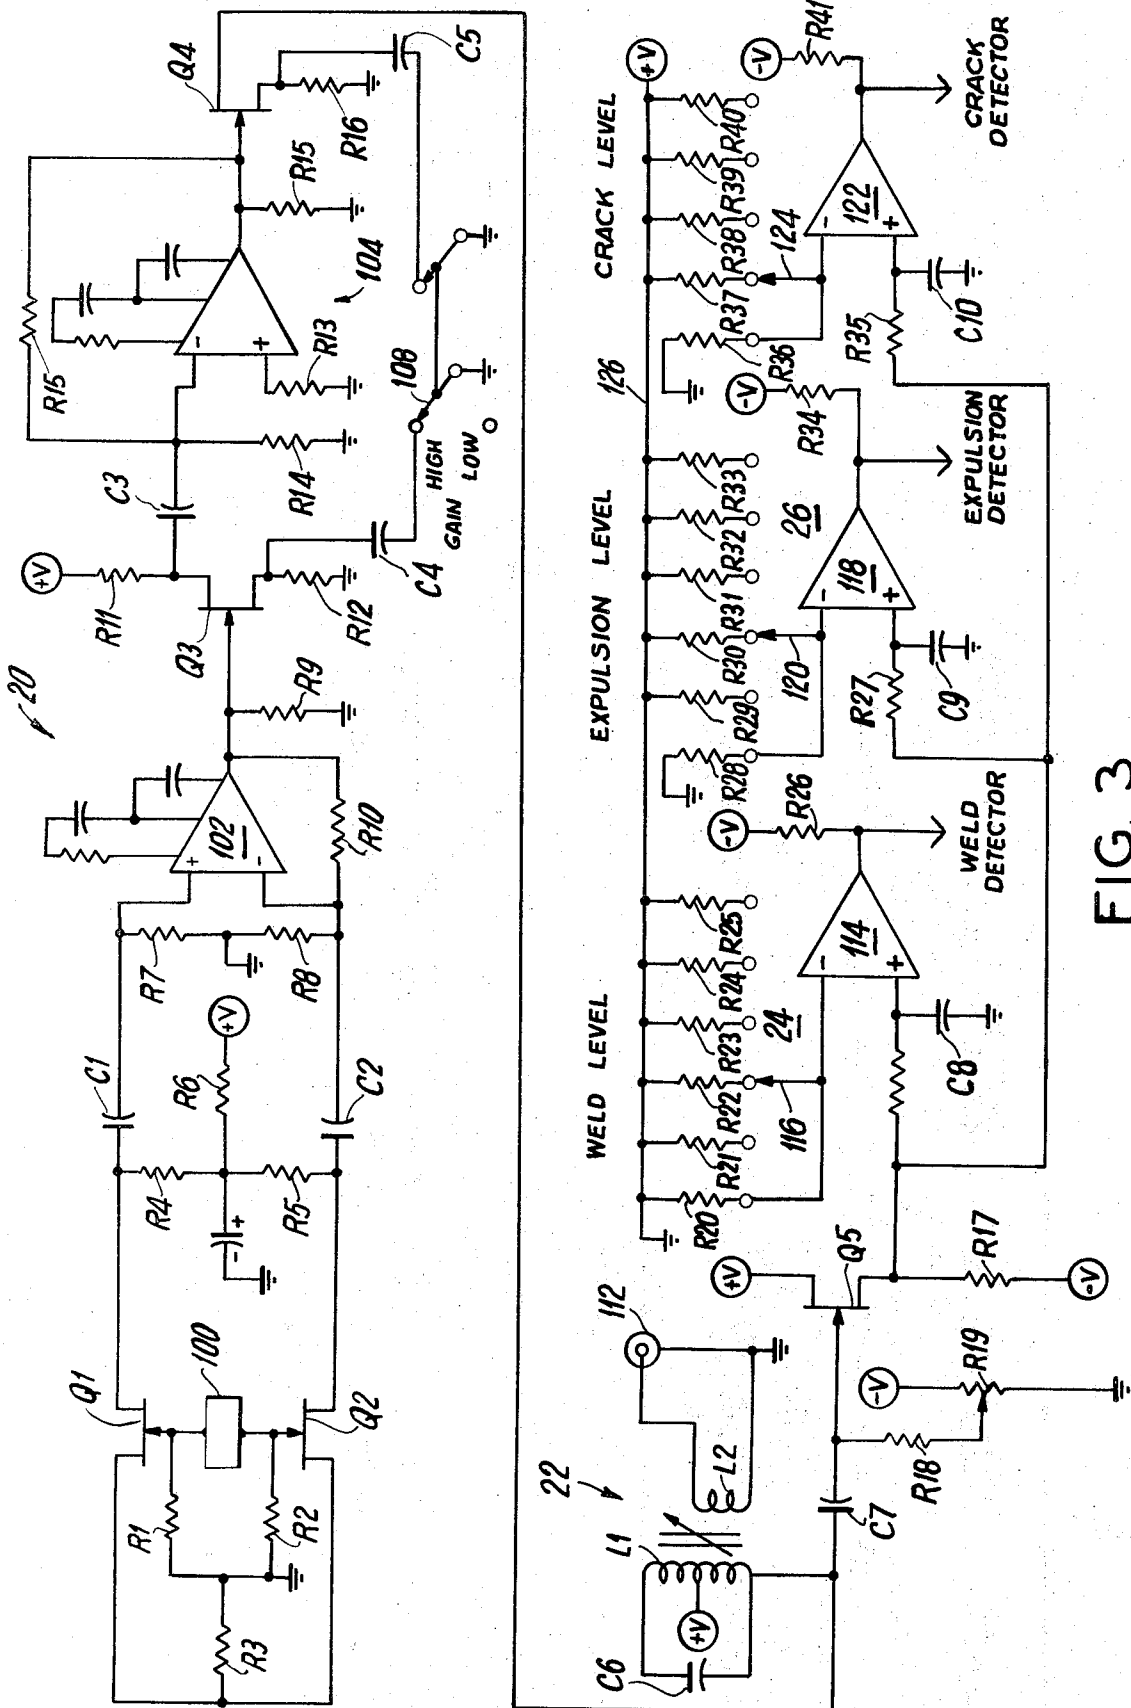 20
R3
R1
R2
Q1
100
Q2
R4
R5
R6
+V
- +
C1
C2
R7
R8
102
+
-
R10
R9
Q3
R11
+V
R12
C3
C4
R14
R15
R13
-
+
104
R15
108
HIGH
GAIN
LOW
Q4
R16
C5
22
C6
+V
L1
L2
112
C7
R18
-V
R19
+V
Q5
R17
-V
WELD LEVEL
EXPULSION LEVEL
CRACK LEVEL
126
+V
R20
R21
R22
R23
R24
R25
116
24
114
-
+
C8
-V
R26
WELD
DETECTOR
R28
R29
R30
R31
R32
R33
120
26
118
-
+
R27
C9
-V
R34
EXPULSION
DETECTOR
R36
R37
R38
R39
R40
124
122
-
+
R35
C10
-V
R41
CRACK
DETECTOR
FIG. 3